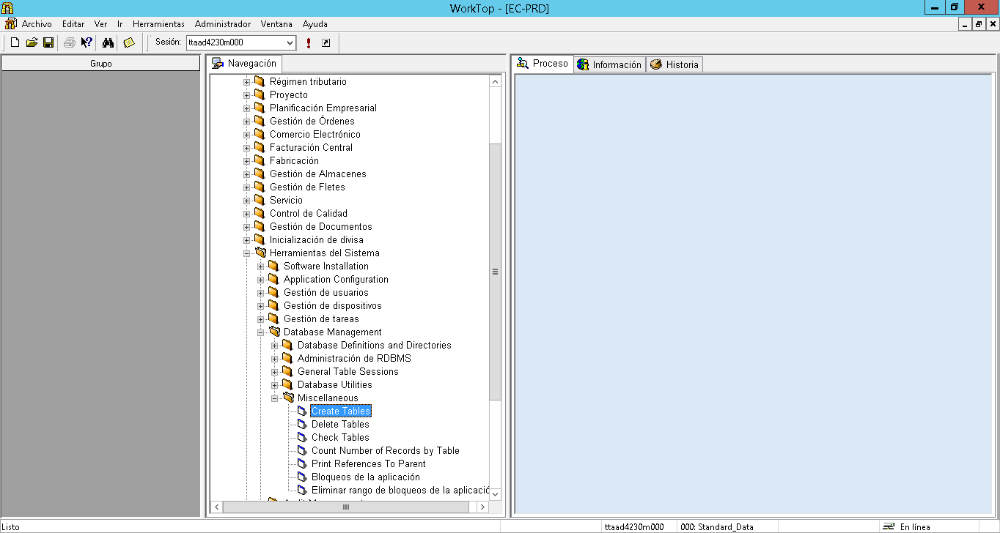 WorkTop - [EC-PRD]
Archivo Editar Ver Ir Herramientas Administrador Ventana Ayuda
Sesión: ttaad4230m000
Grupo
Navegación
Régimen tributario
Proyecto
Planificación Empresarial
Gestión de Órdenes
Comercio Electrónico
Facturación Central
Fabricación
Gestión de Almacenes
Gestión de Fletes
Servicio
Control de Calidad
Gestión de Documentos
Inicialización de divisa
Herramientas del Sistema
Software Installation
Application Configuration
Gestión de usuarios
Gestión de dispositivos
Gestión de tareas
Database Management
Database Definitions and Directories
Administración de RDBMS
General Table Sessions
Database Utilities
Miscellaneous
Create Tables
Delete Tables
Check Tables
Count Number of Records by Table
Print References To Parent
Bloqueos de la aplicación
Eliminar rango de bloqueos de la aplicació
Proceso Información Historia
Listo ttaad4230m000 000: Standard_Data En línea